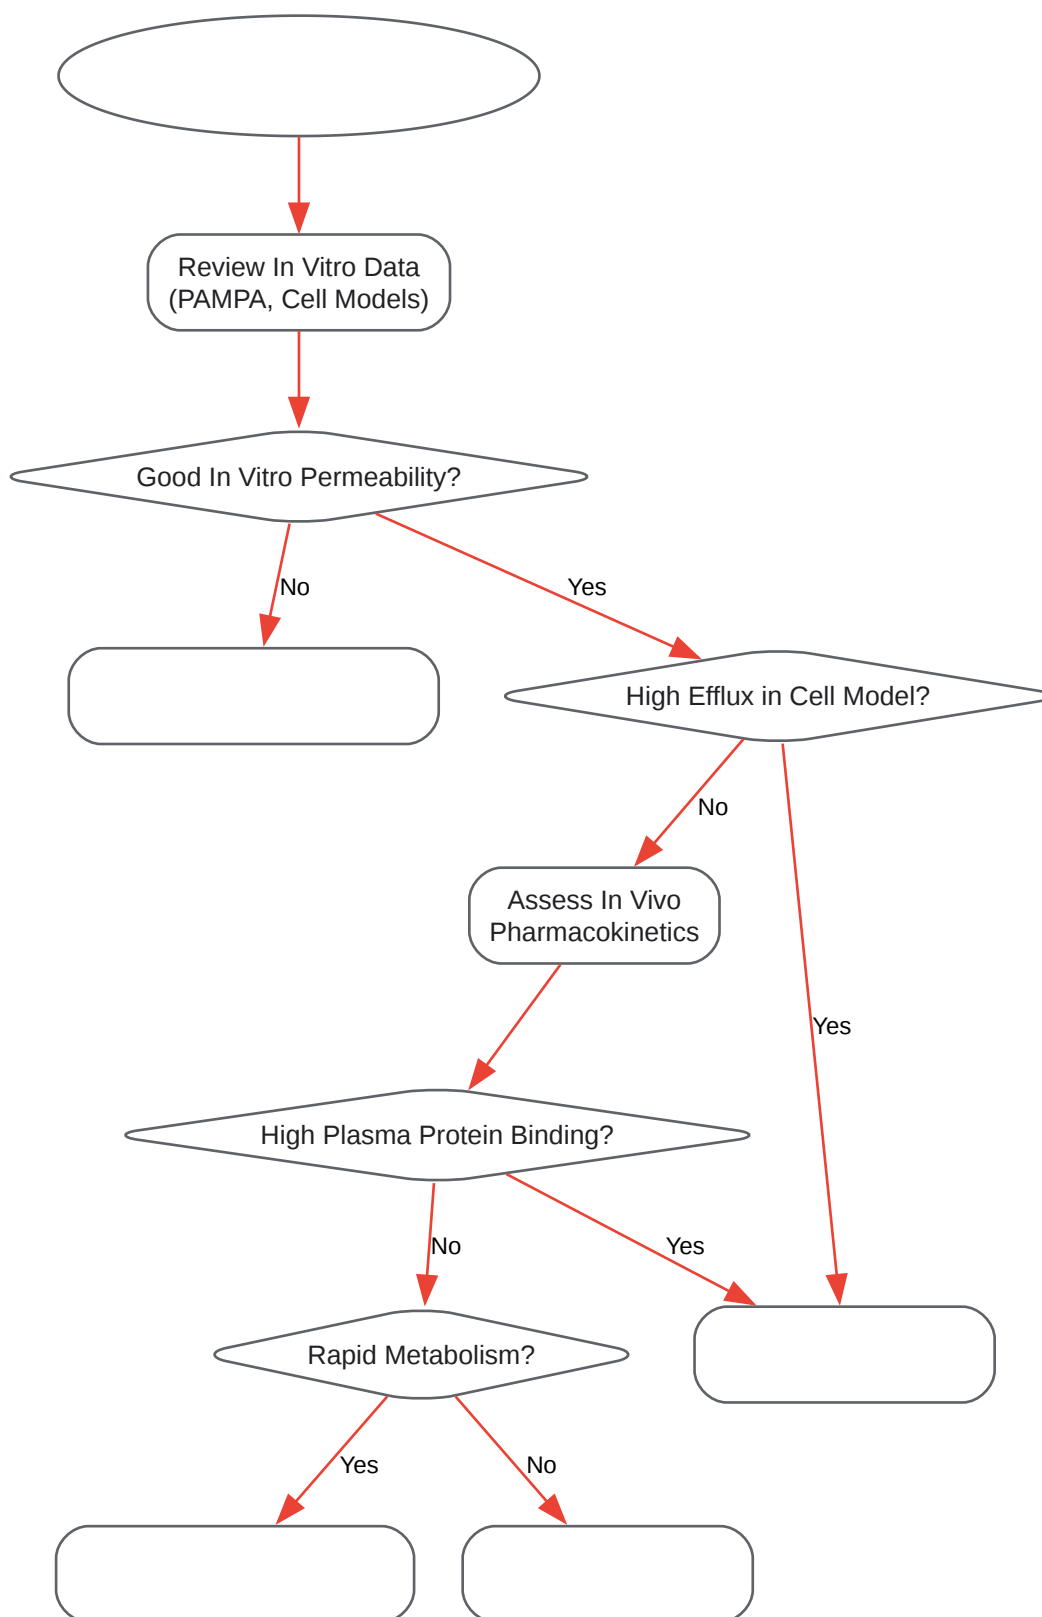 Review In Vitro Data
(PAMPA, Cell Models)
Good In Vitro Permeability?
No
Yes
High Efflux in Cell Model?
No
Assess In Vivo
Pharmacokinetics
Yes
High Plasma Protein Binding?
No
Yes
Rapid Metabolism?
Yes
No